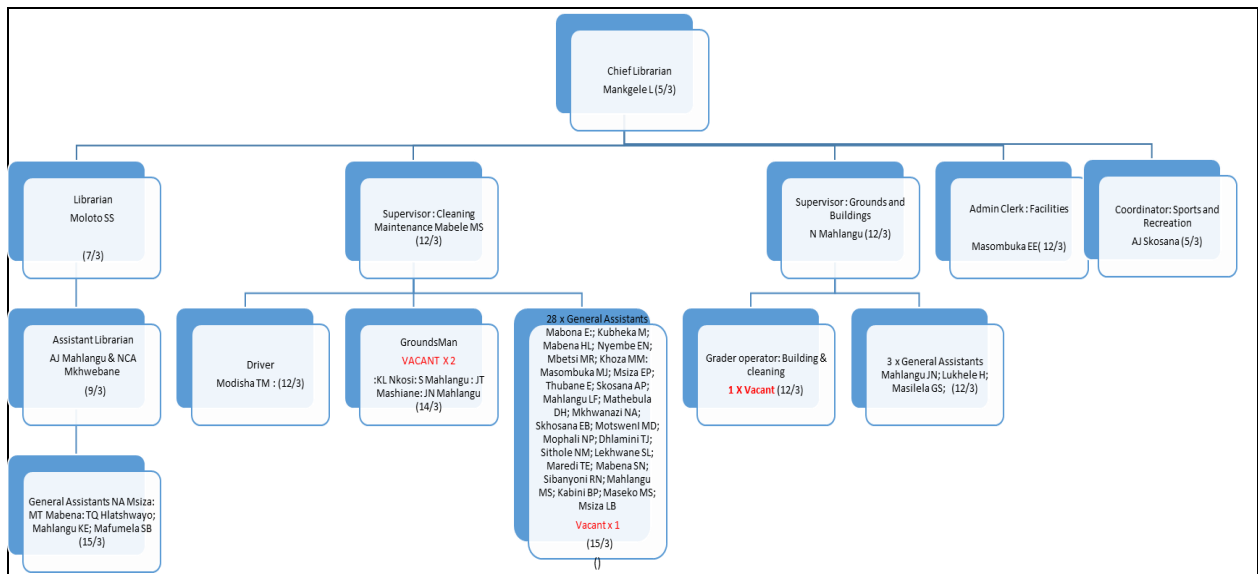 Chief Librarian
Mankgele L (5/3)
Librarian
Moloto SS
(7/3)
Supervisor : Cleaning
Maintenance Mabele MS
(12/3)
Supervisor : Grounds and
Buildings
N Mahlangu (12/3)
Admin Clerk : Facilities
Masombuka EE( 12/3)
Coordinator: Sports and
Recreation
AJ Skosana (5/3)
Assistant Librarian
AJ Mahlangu & NCA
Mkhwebane
(9/3)
Driver
Modisha TM : (12/3)
GroundsMan
VACANT X 2
:KL Nkosi: S Mahlangu : JT
Mashiane: JN Mahlangu
(14/3)
28 x General Assistants
Mabona E:; Kubheka M;
Mabena HL; Nyembe EN;
Mbetsi MR; Khoza MM:
Masombuka MJ; Msiza EP;
Thubane E; Skosana AP;
Mahlangu LF; Mathebula
DH; Mkhwanazi NA;
Skhosana EB; MotswenI MD;
Mophali NP; Dhlamini TJ;
Sithole NM; Lekhwane SL;
Maredi TE; Mabena SN;
Sibanyoni RN; Mahlangu
MS; Kabini BP; Maseko MS;
Msiza LB
Vacant x 1
(15/3)
()
Grader operator: Building &
cleaning
1 X Vacant (12/3)
3 x General Assistants
Mahlangu JN; Lukhele H;
Masilela GS; (12/3)
General Assistants NA Msiza:
MT Mabena: TQ Hlatshwayo;
Mahlangu KE; Mafumela SB
(15/3)